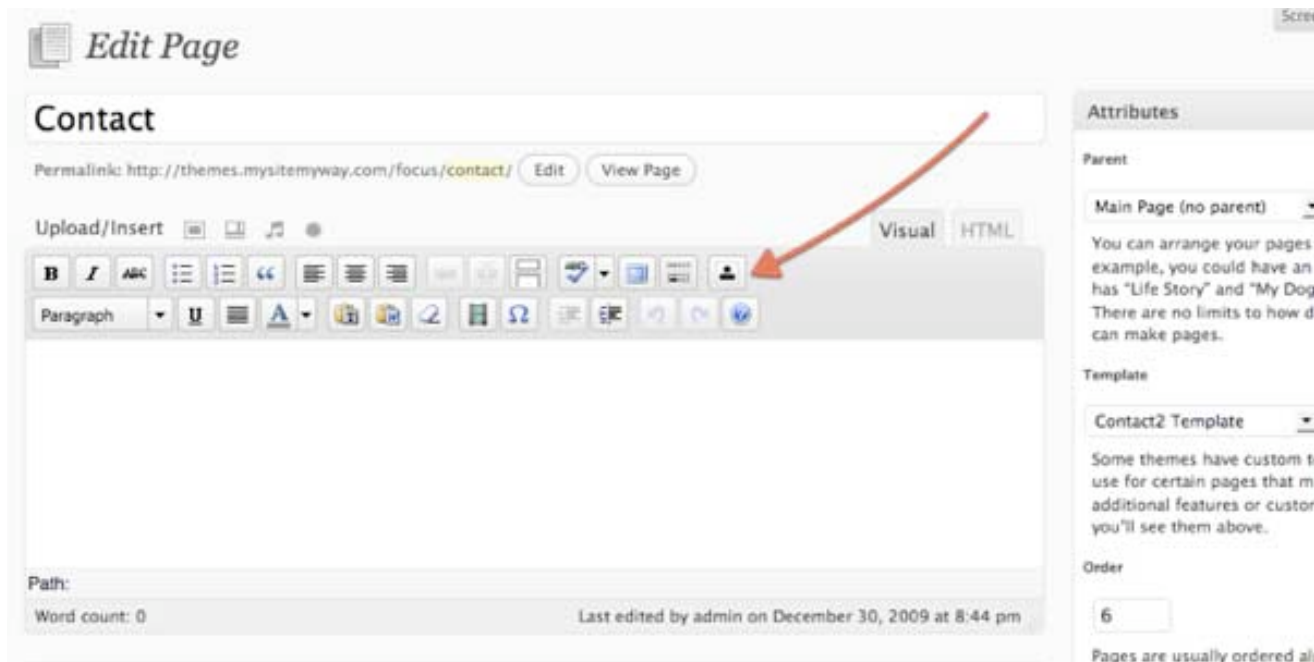 Scree
Edit Page
Contact
Permalink: http://themes.mysitemyway.com/focus/contact/ Edit View Page
Upload/Insert Visual HTML
B I ABC
Paragraph U A
Path:
Word count: 0 Last edited by admin on December 30, 2009 at 8:44 pm
Attributes
Parent
Main Page (no parent)
You can arrange your pages
example, you could have an
has "Life Story" and "My Dog
There are no limits to how d
can make pages.
Template
Contact2 Template
Some themes have custom t
use for certain pages that m
additional features or custor
you'll see them above.
Order
6
Pages are usually ordered al